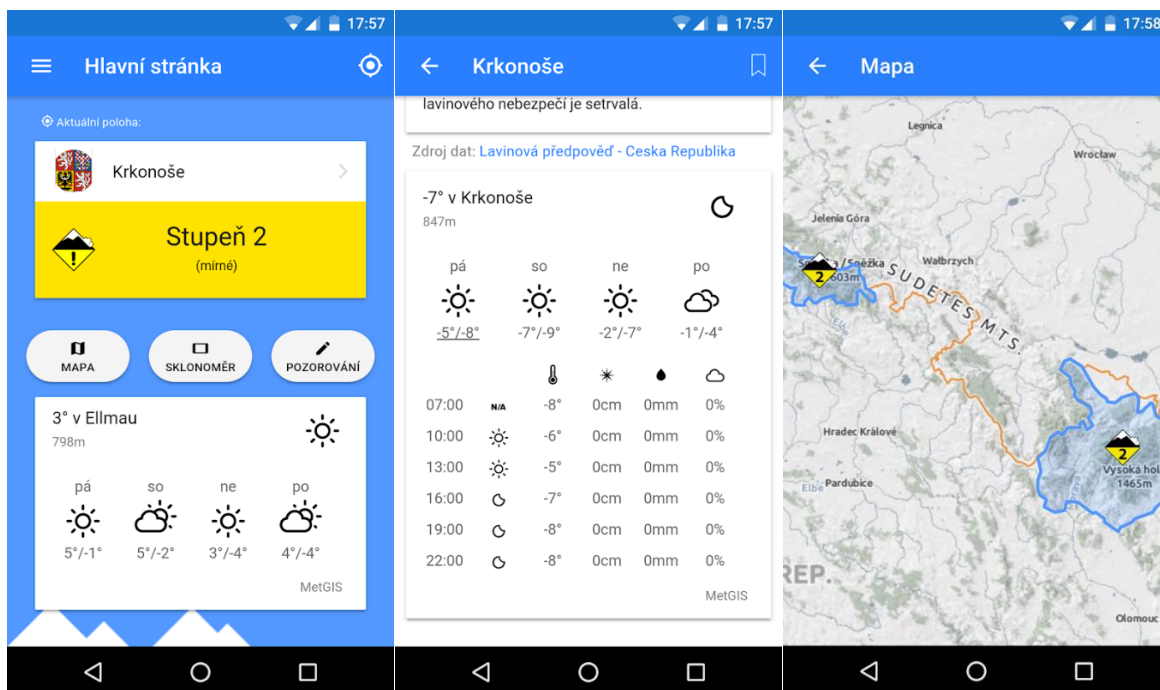 17:57
Hlavní stránka
Aktuální poloha:
Krkonoše
!
Stupeň 2
(mírné)
MAPA
SKLONOMĚR
POZOROVÁNÍ
3° v Ellmau
798m
pá so ne po
5°/-1° 5°/-2° 3°/-4° 4°/-4°
MetGIS
17:57
Krkonoše
lavinového nebezpečí je setrvalá.
Zdroj dat: Lavinová předpověď - Ceska Republika
-7° v Krkonoše
847m
pá so ne po
-5°/-8° -7°/-9° -2°/-7° -1°/-4°
07:00 N/A -8° 0cm 0mm 0%
10:00 -6° 0cm 0mm 0%
13:00 -5° 0cm 0mm 0%
16:00 -7° 0cm 0mm 0%
19:00 -8° 0cm 0mm 0%
22:00 -8° 0cm 0mm 0%
MetGIS
17:58
Mapa
Legnica
Wrocław
Jelenia Góra
/Sněžka
2 603m
Wałbrzych
SUDETES MTS.
Elbe
Hradec Králové
2
Vysoká hol
1465m
Elbe Pardubice
REP.
Olomouc